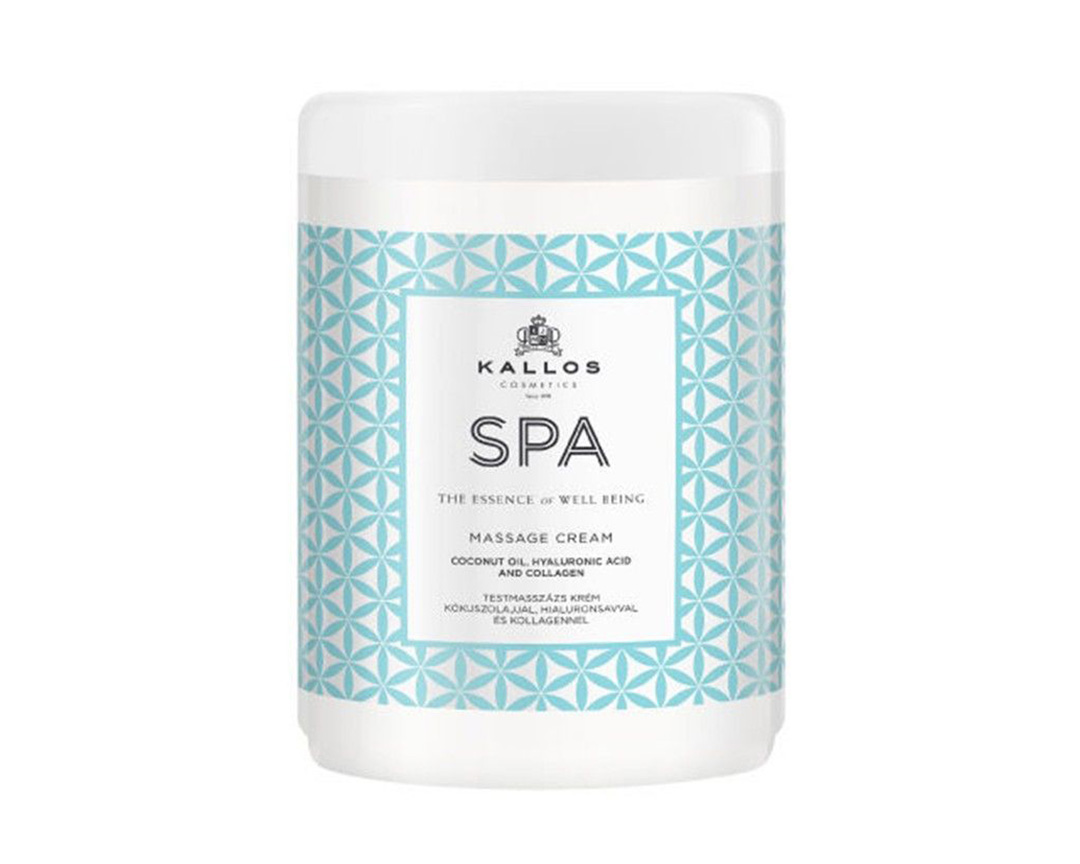 KALLOS
COSMETICS
SPA
THE ESSENCE OF WELL BEING
MASSAGE CREAM
COCONUT OIL, HYALURONIC ACID
AND COLLAGEN
TESTMASSZÁZS KRÉM
KÓKUSZOLAJJAL, HIALURONSAVVAL
ÉS KOLLAGÉNNEL